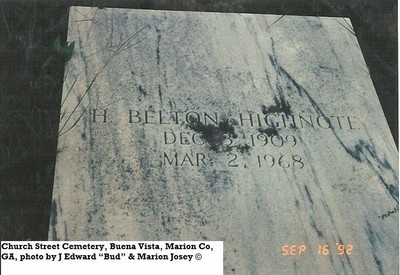 H. BELTON HIGHNOTE
DEC. 3 1909
MAR. 2, 1968
SEP 16 '92
Church Street Cemetery, Buena Vista, Marion Co,
GA, photo by J Edward “Bud” & Marion Josey ©